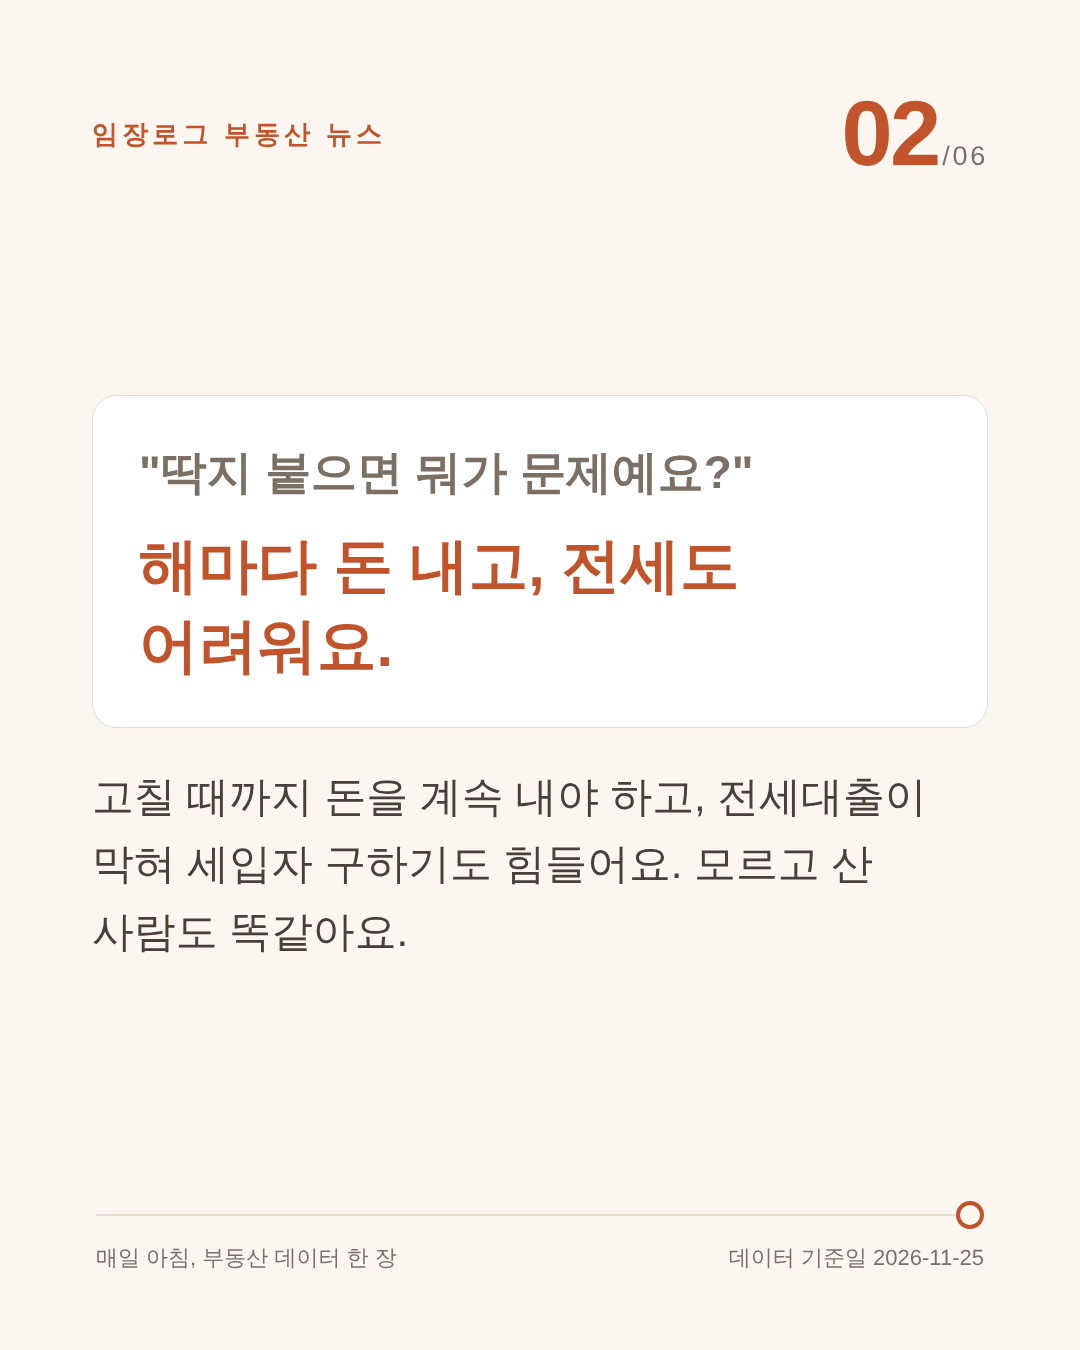 임장로그 부동산 뉴스
02/06
"딱지 붙으면 뭐가 문제예요?"
해마다 돈 내고, 전세도
어려워요.
고칠 때까지 돈을 계속 내야 하고, 전세대출이
막혀 세입자 구하기도 힘들어요. 모르고 산
사람도 똑같아요.
매일 아침, 부동산 데이터 한 장
데이터 기준일 2026-11-25